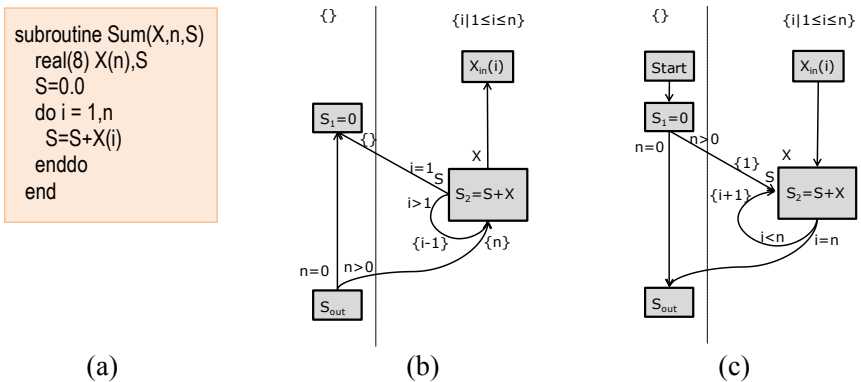 subroutine Sum(X,n,S)
real(8) X(n),S
S=0.0
do i = 1,n
S=S+X(i)
enddo
end
(a)
{}
{i|1≤i≤n}
Xin(i)
S1=0
{}
i=1
X
S
S2=S+X
i>1
{i-1}
{n}
n=0
n>0
Sout
(b)
{}
{i|1≤i≤n}
Start
Xin(i)
S1=0
n=0
n>0
{1}
X
S
{i+1}
S2=S+X
i<n
i=n
Sout
(c)